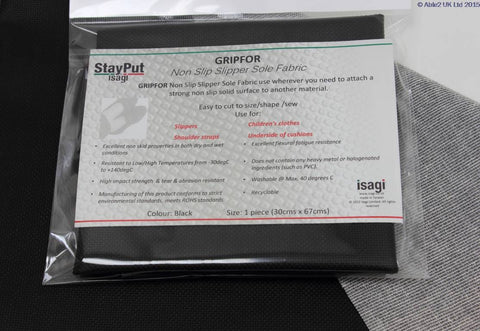 © Able2 UK Ltd 2015
StayPut
isagi
GRIPFOR
Non Slip Slipper Sole Fabric
GRIPFOR Non Slip Slipper Sole Fabric use wherever you need to attach a
strong non slip solid surface to another material.
Easy to cut to size/shape /sew
Use for:
Slippers
Children's clothes
Shoulder straps
Underside of cushions
Excellent non skid properties in both dry and wet
conditions
Resistant to Low/High Temperatures from -30degC
to +140degC
High impact strength & tear & abrasion resistant
Manufacturing of this product conforms to strict
environmental standards, meets ROHS standards.
Excellent flexural fatigue resistance
Does not contain any heavy metal or halogenated
ingredients (such as PVC).
Washable @ Max. 40 degrees C
Recyclable
isagi
Colour: Black
Size: 1 piece (30cms x 67cms)